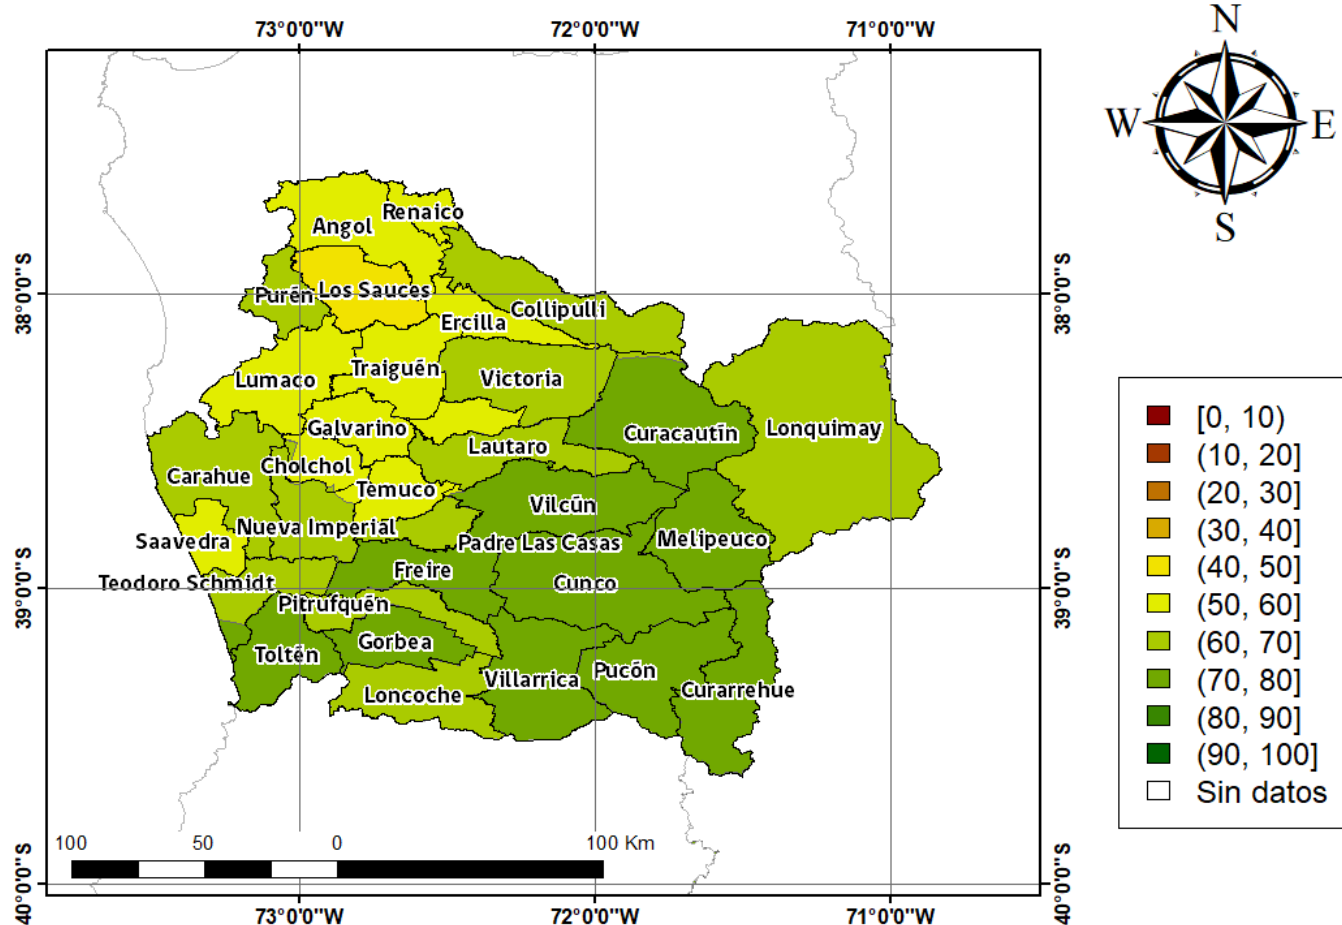 73°0'0"W 72°0'0"W 71°0'0"W
N
W E
S
38°0'0"S 38°0'0"S
39°0'0"S 39°0'0"S
40°0'0"S 40°0'0"S
Renaico
Angol
Los Sauces
Purén
Collipulli
Ercilla
Traiguén
Lumaco
Victoria
Galvarino
Curacautín
Lonquimay
Lautaro
Cholchol
Carahue
Temuco
Vilcún
Nueva Imperial
Saavedra
Padre Las Casas
Melipeuco
Freire
Teodoro Schmidt
Cunco
Pitrufquén
Gorbea
Toltén
Pucón
Villarrica
Curarrehue
Loncoche
[0, 10)
(10, 20]
(20, 30]
(30, 40]
(40, 50]
(50, 60]
(60, 70]
(70, 80]
(80, 90]
(90, 100]
Sin datos
100 50 0 100 Km
73°0'0"W 72°0'0"W 71°0'0"W